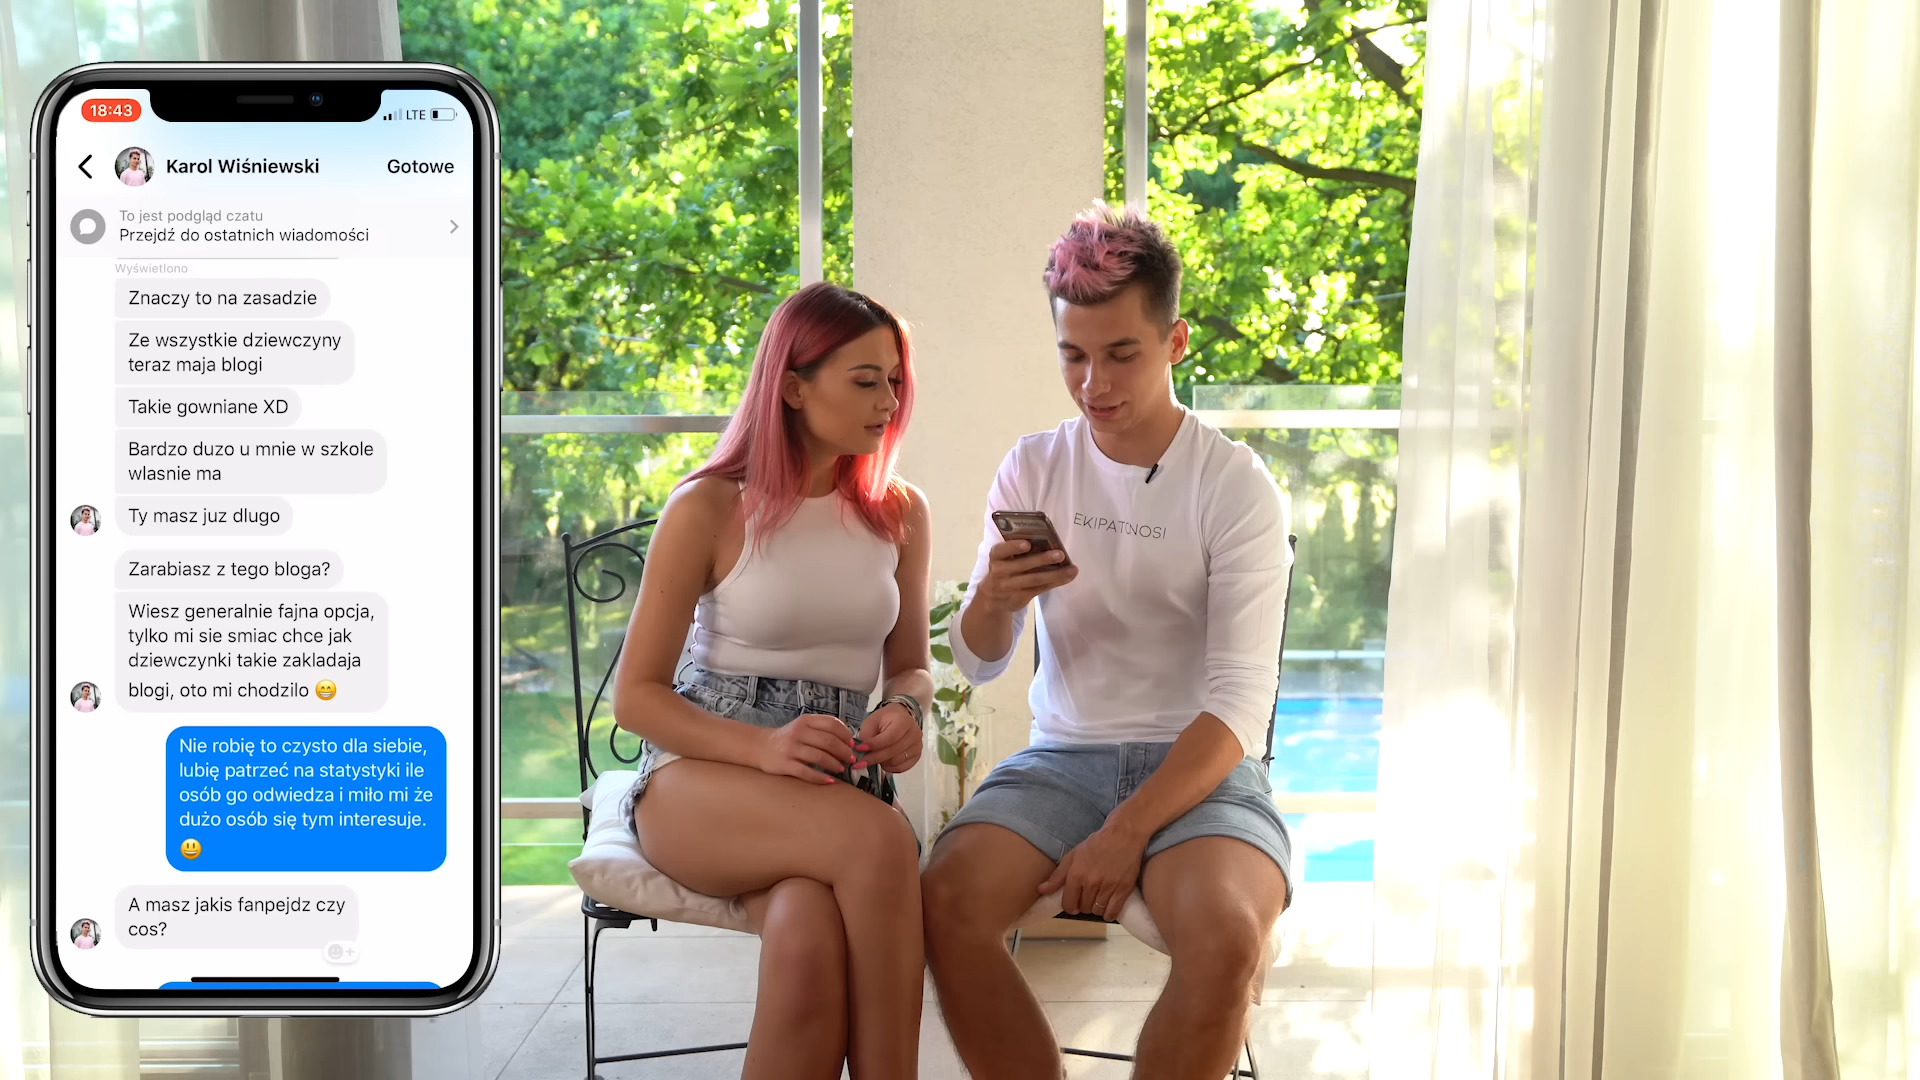 18:43
LTE
Karol Wiśniewski
Gotowe
To jest podgląd czatu
Przejdź do ostatnich wiadomości
Wyświetlono
Znaczy to na zasadzie
Ze wszystkie dziewczyny
teraz maja blogi
Takie gowniane XD
Bardzo duzo u mnie w szkole
wlasnie ma
Ty masz juz dlugo
Zarabiasz z tego bloga?
Wiesz generalnie fajna opcja,
tylko mi sie smiac chce jak
dziewczynki takie zakladaja
blogi, oto mi chodzilo 😁
Nie robię to czysto dla siebie,
lubię patrzeć na statystyki ile
osób go odwiedza i miło mi że
dużo osób się tym interesuje.
😃
A masz jakis fanpejdz czy
cos?
EKIPATONOSI